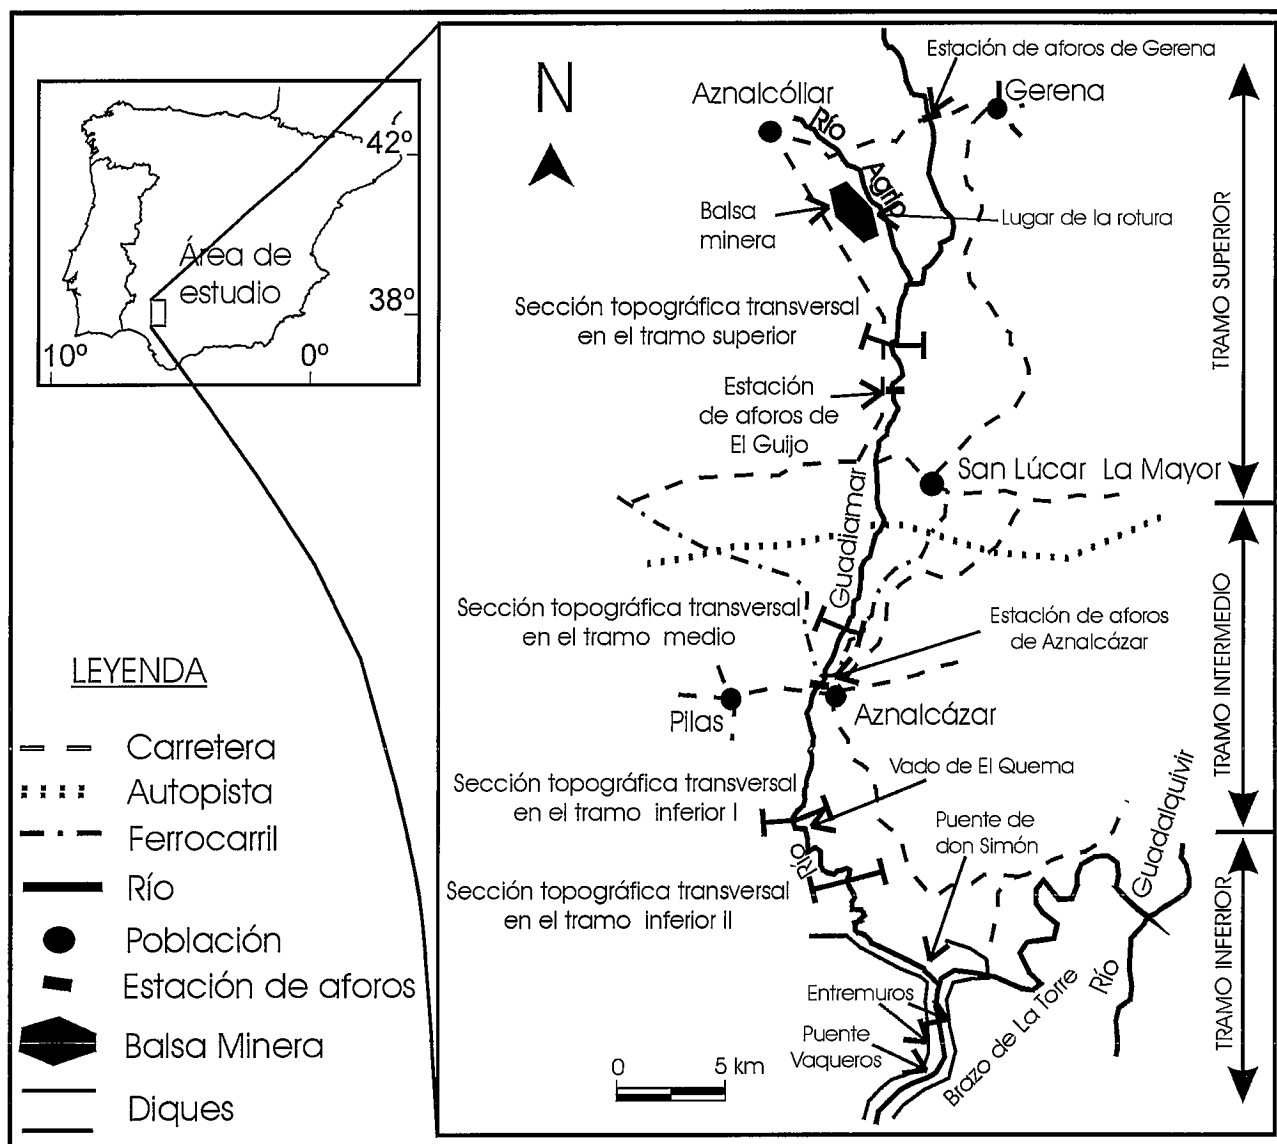 Estación de aforos de Gerena
N
Aznalcóllar
Gerena
Río
Agrio
42º
Balsa
minera
Lugar de la rotura
Área de
estudio
38º
10º
0º
Sección topográfica transversal
en el tramo superior
TRAMO SUPERIOR
Estación
de aforos de
El Guijo
San Lúcar La Mayor
Guadiamar
Sección topográfica transversal
en el tramo medio
Estación de aforos
de Aznalcázar
TRAMO INTERMEDIO
Pilas
Aznalcázar
Sección topográfica transversal
en el tramo inferior I
Vado de El Quema
Puente de
don Simón
Guadalquivir
Río
Río
Sección topográfica transversal
en el tramo inferior iI
Entremuros
Puente
Vaqueros
Brazo de La Torre
TRAMO INFERIOR
0 5 km
LEYENDA
Carretera
Autopista
Ferrocarril
Río
Población
Estación de aforos
Balsa Minera
Diques